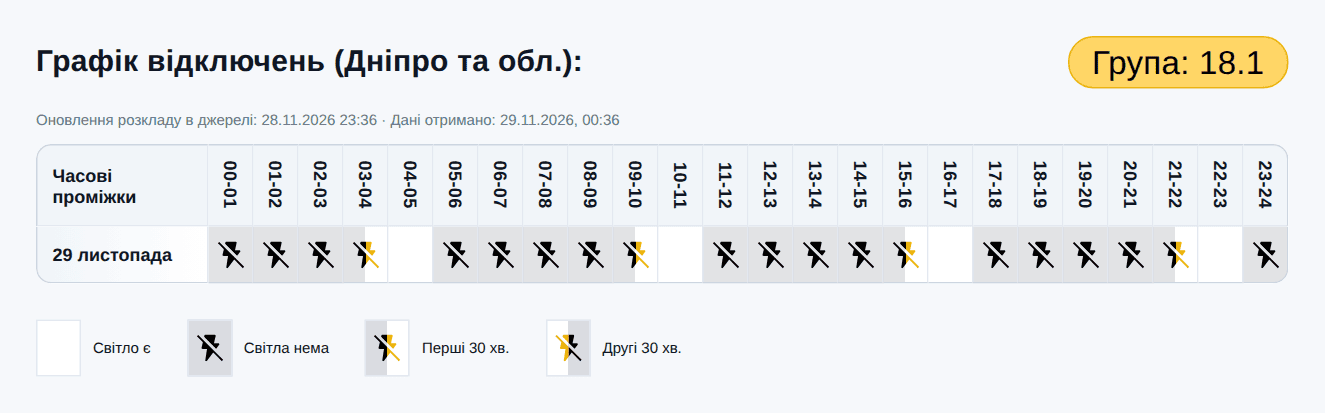 Графік відключень (Дніпро та обл.):
Група: 18.1
Оновлення розкладу в джерелі: 28.11.2026 23:36 · Дані отримано: 29.11.2026, 00:36
Часові
проміжки
00-01
01-02
02-03
03-04
04-05
05-06
06-07
07-08
08-09
09-10
10-11
11-12
12-13
13-14
14-15
15-16
16-17
17-18
18-19
19-20
20-21
21-22
22-23
23-24
29 листопада
Світло є
Світла нема
Перші 30 хв.
Другі 30 хв.